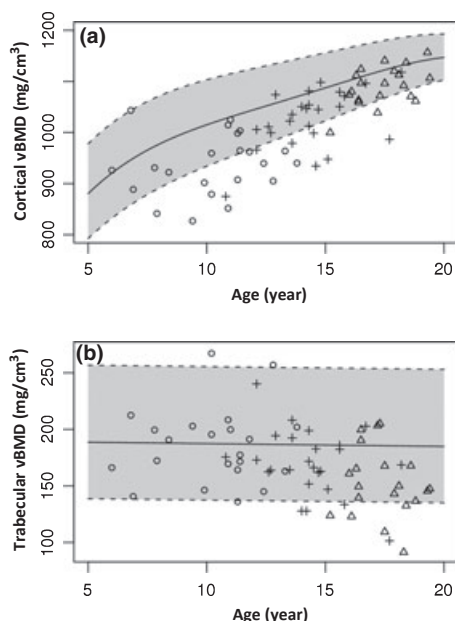 (a)
Cortical vBMD (mg/cm³)
1200
1000
900
800
5 10 15 20
Age (year)
(b)
Trabecular vBMD (mg/cm³)
250
200
150
100
5 10 15 20
Age (year)